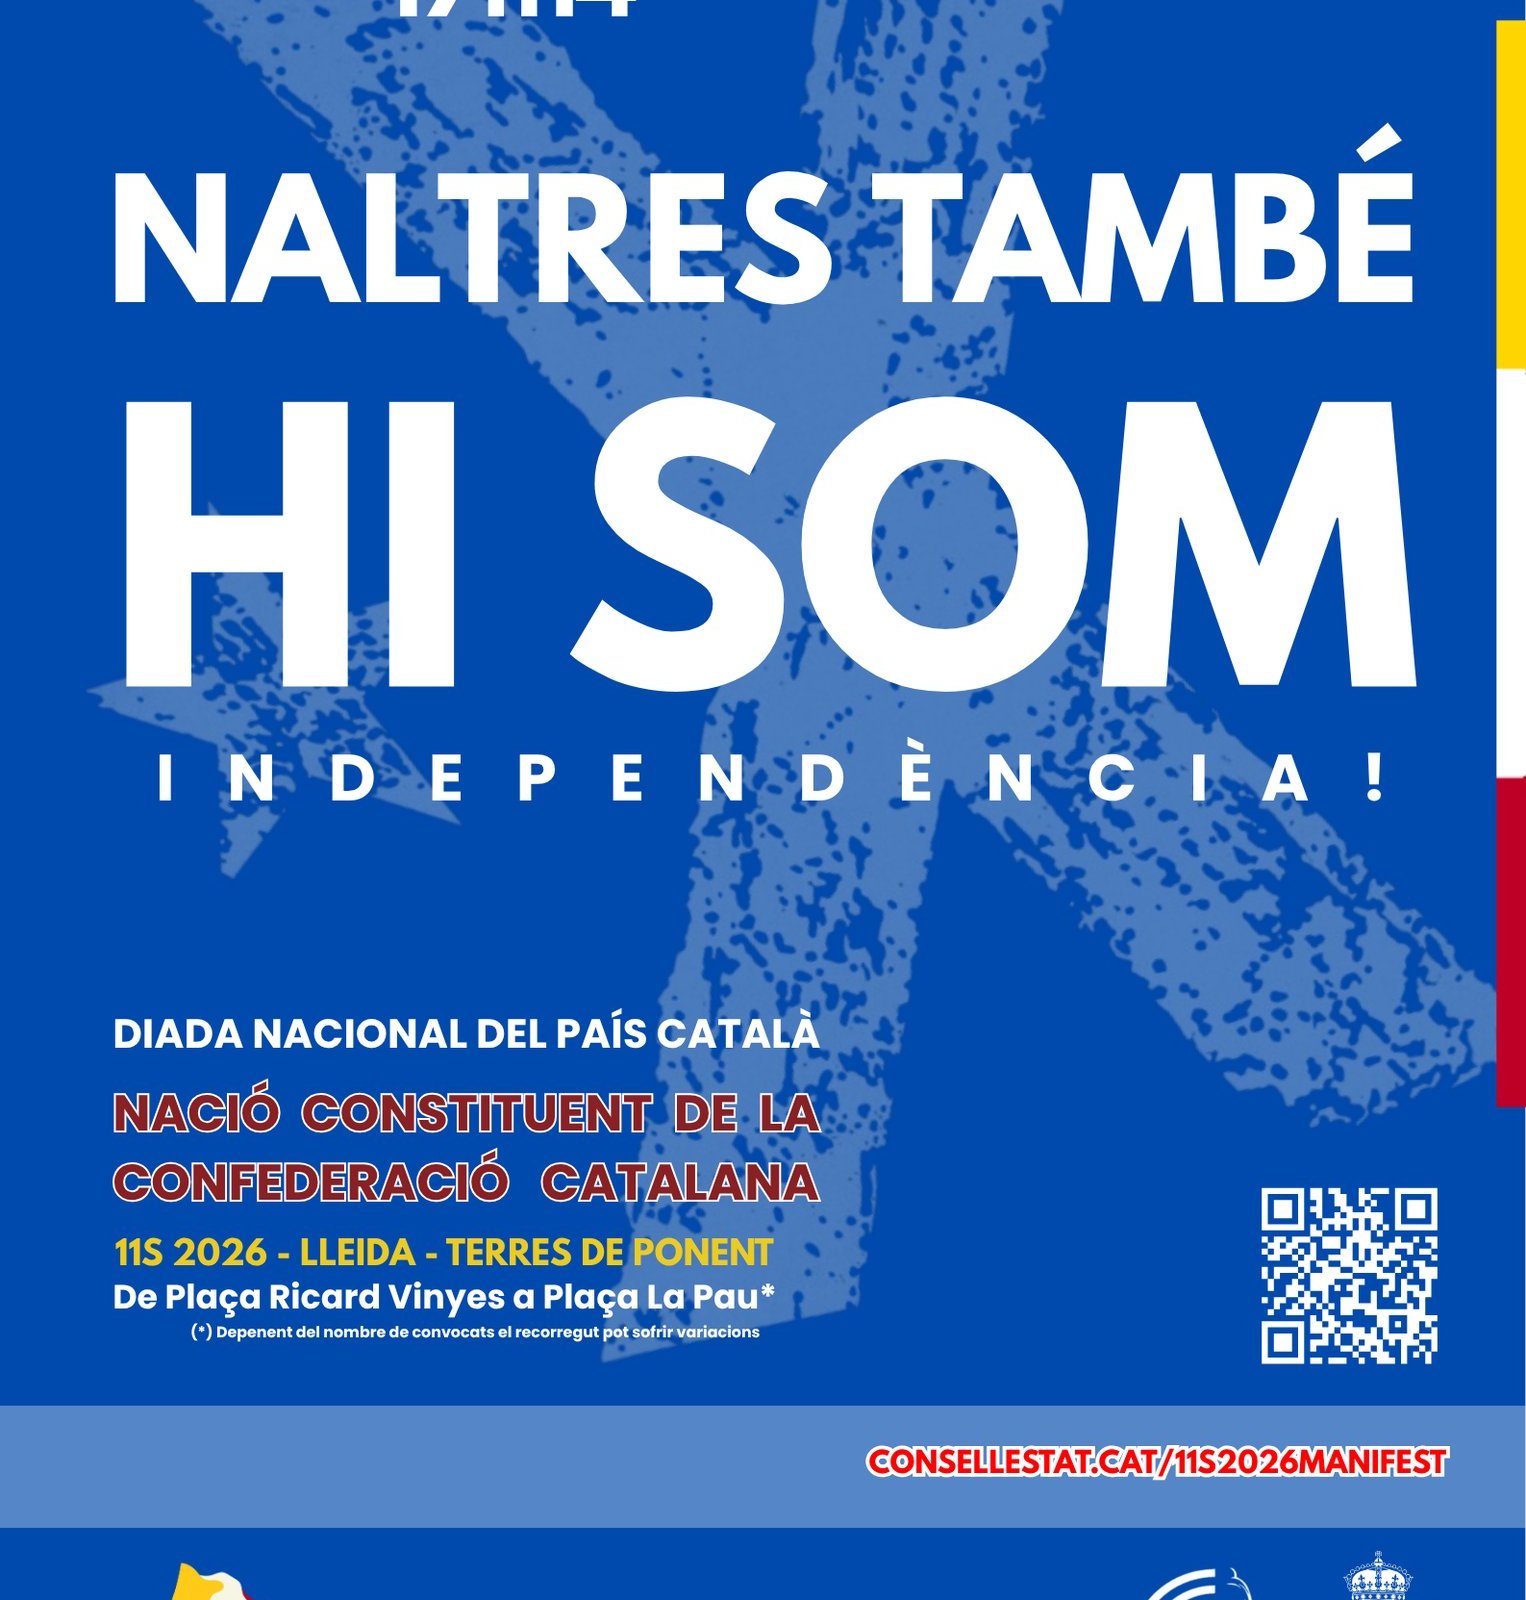 NALTRES TAMBÉ
HI SOM
INDEPENDÈNCIA!
DIADA NACIONAL DEL PAÍS CATALÀ
NACIÓ CONSTITUENT DE LA
CONFEDERACIÓ CATALANA
11S 2026 - LLEIDA - TERRES DE PONENT
De Plaça Ricard Vinyes a Plaça La Pau*
(*) Depenent del nombre de convocats el recorregut pot sofrir variacions
CONSELLESTAT.CAT/11S2026MANIFEST